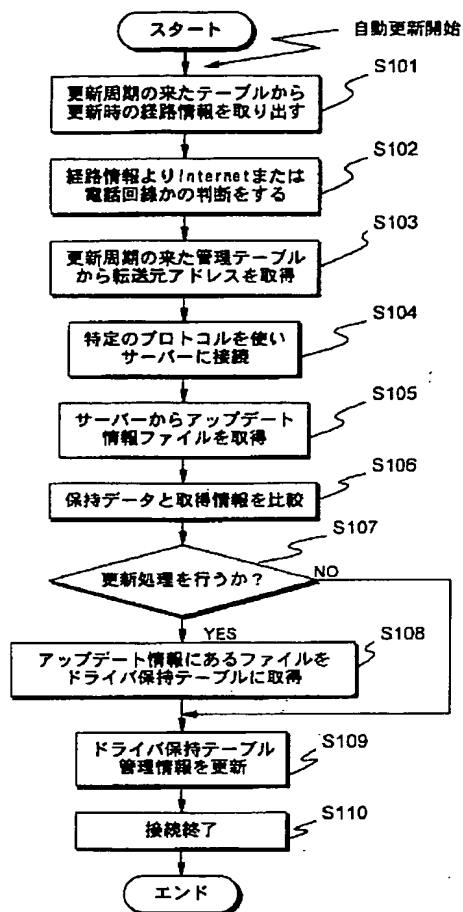 スタート
自動更新開始
S101
更新周期の来たテーブルから
更新時の経路情報を取り出す
S102
経路情報よりInternetまたは
電話回線かの判断をする
S103
更新周期の来た管理テーブル
から転送元アドレスを取得
S104
特定のプロトコルを使い
サーバーに接続
S105
サーバーからアップデート
情報ファイルを取得
S106
保持データと取得情報を比較
S107
更新処理を行うか？
NO
YES
S108
アップデート情報にあるファイルを
ドライバ保持テーブルに取得
S109
ドライバ保持テーブル
管理情報を更新
S110
接続終了
エンド